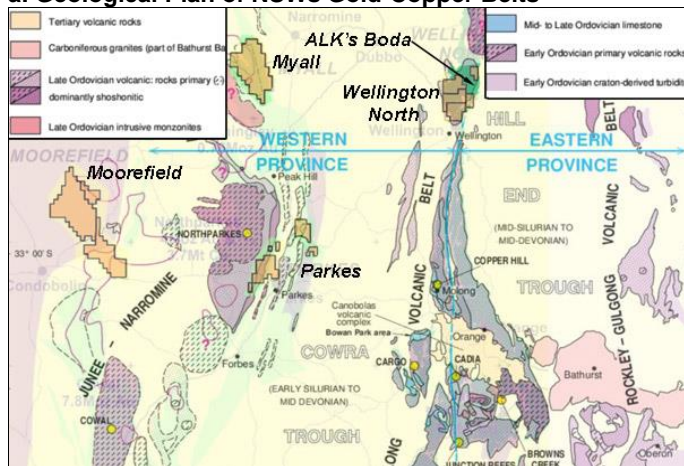 a. Geological Plan of NSW's Gold-Copper Belts
Tertiary volcanic rocks
Carboniferous granites (part of Bathurst Ba
Late Ordovician volcanic: rocks primary (-)
dominantly shoshonitic
Late Ordovician intrusive monzonites
Mid- to Late Ordovician limestone
Early Ordovician primary volcanic rocks
Early Ordovician craton-derived turbidit
Narromine
Dubbo
Myall
ALK's Boda
Wellington
North
Wellington
HILL
WESTERN
PROVINCE
EASTERN
PROVINCE
BELT
MOOREFIELD
Moorefield
Peak Hill
BELT
END
(MID-SILURIAN TO
MID-DEVONIAN)
TROUGH
VOLCANIC
NORTHPARKES
33° 00' S
Condobolin
Parkes
Parkes
COPPER HILL
Molong
VOLCANIC
Canobolas
volcanic
complex
Bowan Park area
Orange
JUNEE - NARROMINE
Forbes
COWRA
(EARLY SILURIAN TO
MID DEVONIAN)
TROUGH
CARGO
CADIA
Bathurst
ROCKLEY - GULGONG
COWAL
ONG
JUNCTION REEFS
BROWNS
CREEK
Oberon